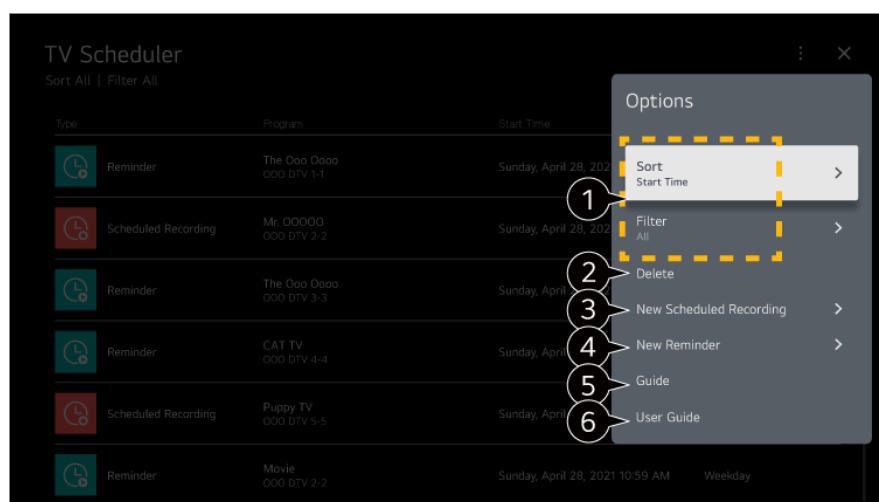 TV Scheduler
Sort All | Filter All
Options
Type Program Start Time
Reminder
The Ooo Oooo
OOO DTV 1-1
Sunday, April 28, 202
Sort
Start Time
1
Scheduled Recording
Mr. OOOOO
OOO DTV 2-2
Sunday, April 28, 202
Filter
All
2
Delete
Reminder
The Ooo Oooo
OOO DTV 3-3
Sunday, April 2
3
New Scheduled Recording
4
New Reminder
Reminder
CAT TV
OOO DTV 4-4
Sunday, April
5
Guide
Scheduled Recording
Puppy TV
OOO DTV 5-5
Sunday, April
6
User Guide
Reminder
Movie
OOO DTV 2-2
Sunday, April 28, 2021 10:59 AM Weekday